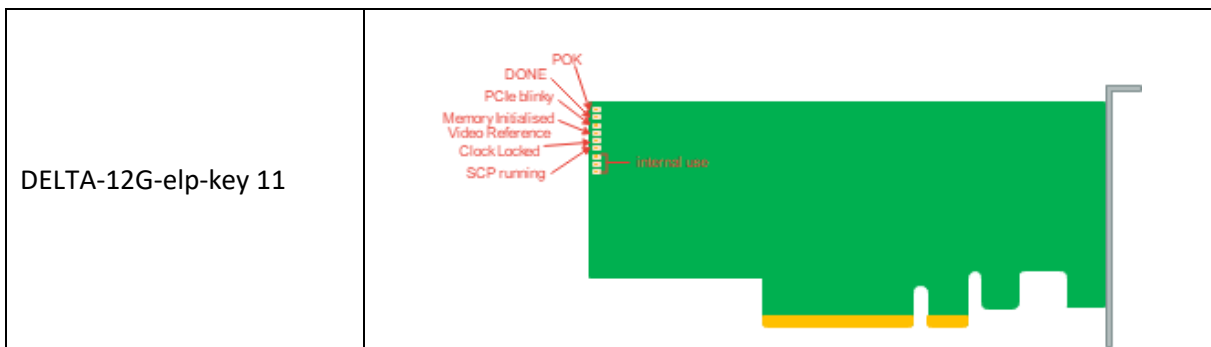 DELTA-12G-elp-key 11
POK
DONE
PCIe blinky
Memory Initialised
Video Reference
Clock Locked
SCP running
internal use